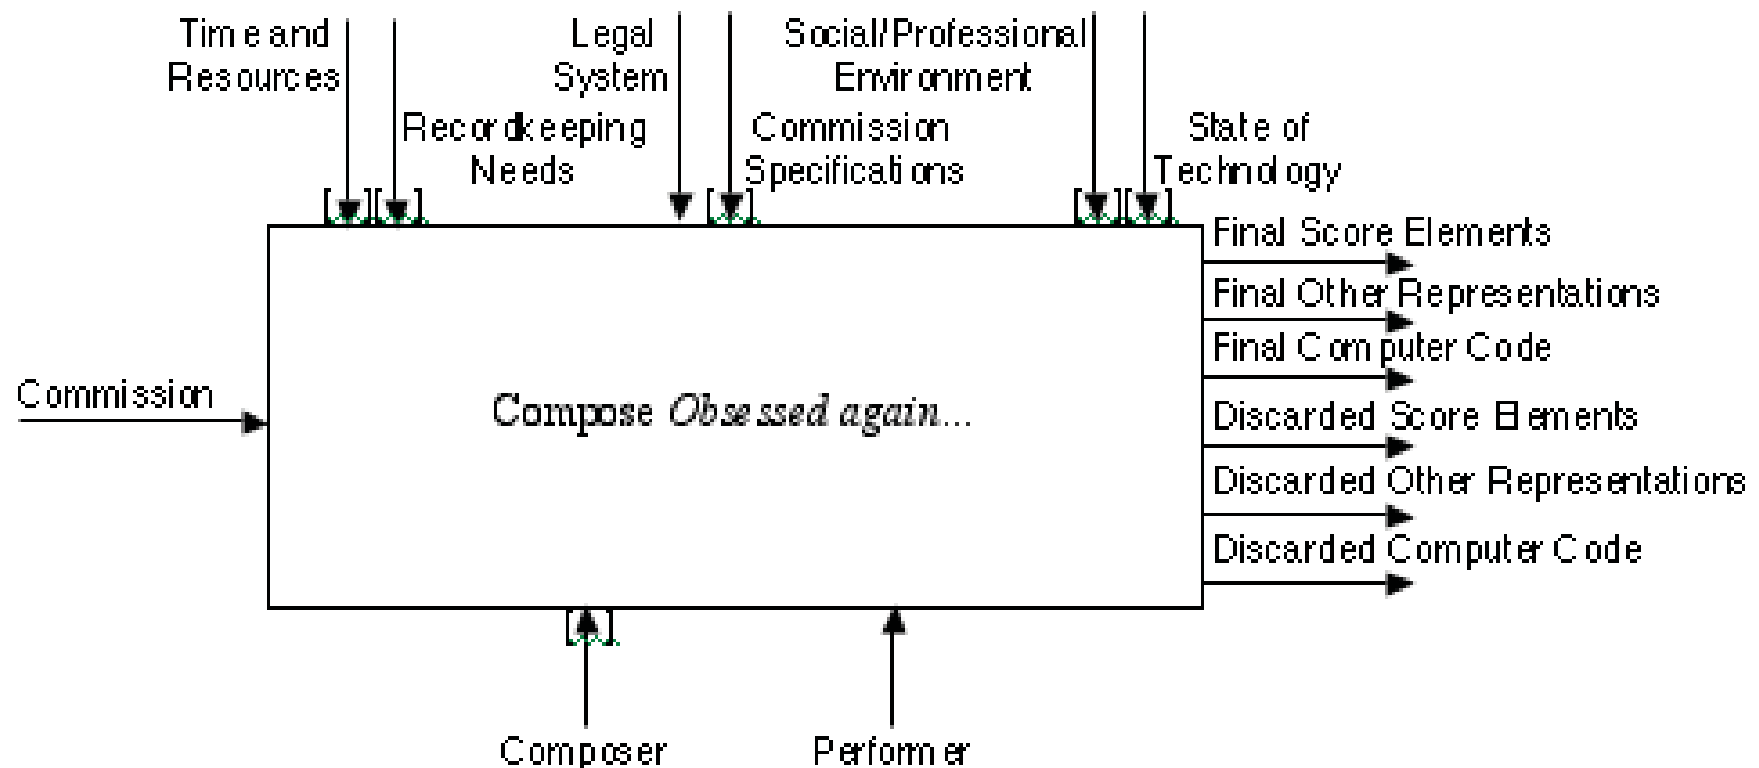 Time and
Resources
Legal
System
Social/Professional
Environment
Recordkeeping
Needs
Commission
Specifications
State of
Technology
Final Score Elements
Final Other Representations
Final Computer Code
Commission
Compose Obsessed again...
Discarded Score Elements
Discarded Other Representations
Discarded Computer Code
Composer
Performer